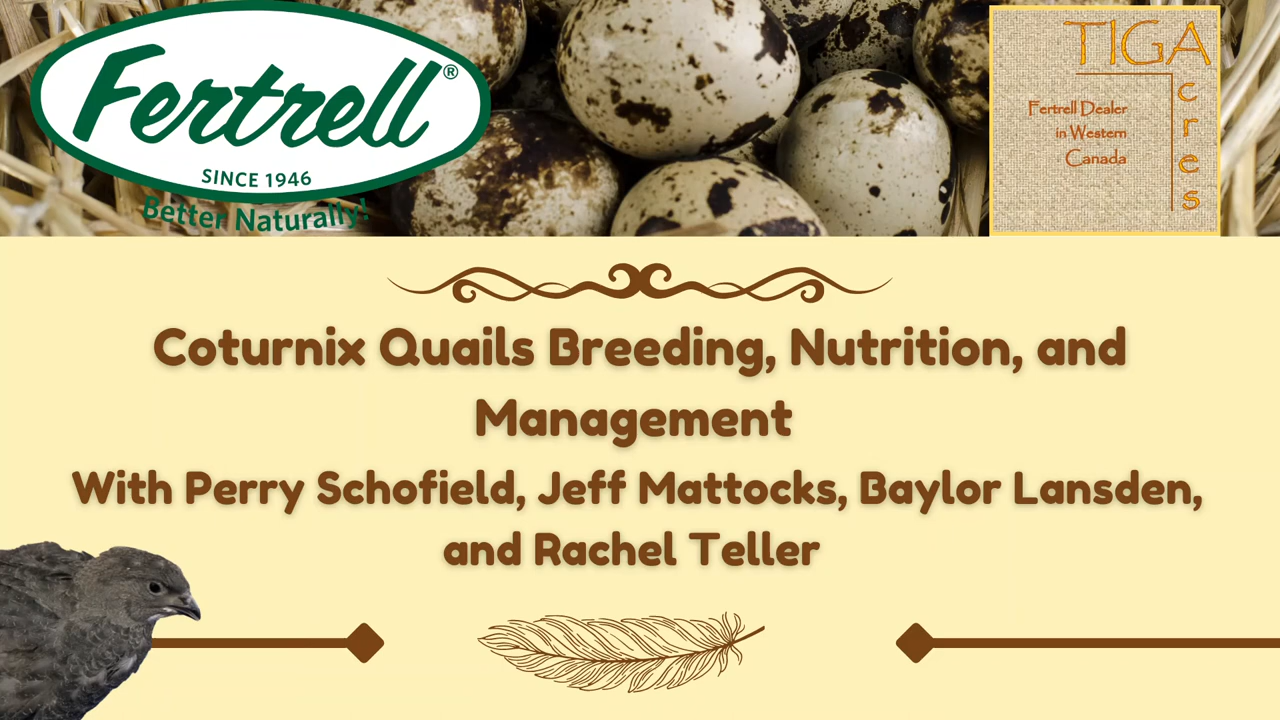 Fertrell®
SINCE 1946
Better Naturally!
TIGA
cres
Fertrell Dealer
in Western
Canada
Coturnix Quails Breeding, Nutrition, and
Management
With Perry Schofield, Jeff Mattocks, Baylor Lansden,
and Rachel Teller